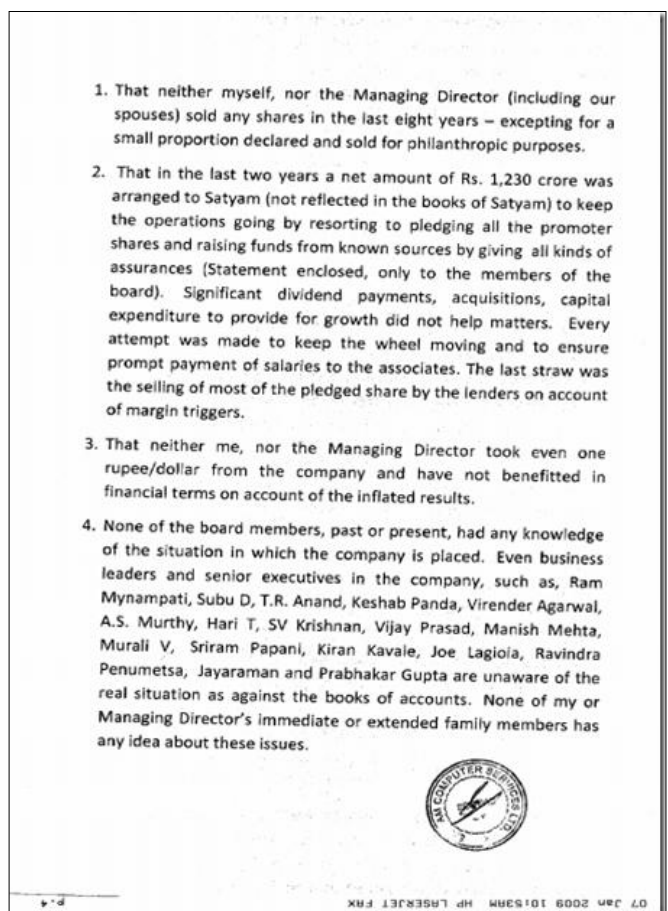 1. That neither myself, nor the Managing Director (including our
spouses) sold any shares in the last eight years – excepting for a
small proportion declared and sold for philanthropic purposes.
2. That in the last two years a net amount of Rs. 1,230 crore was
arranged to Satyam (not reflected in the books of Satyam) to keep
the operations going by resorting to pledging all the promoter
shares and raising funds from known sources by giving all kinds of
assurances (Statement enclosed, only to the members of the
board). Significant dividend payments, acquisitions, capital
expenditure to provide for growth did not help matters. Every
attempt was made to keep the wheel moving and to ensure
prompt payment of salaries to the associates. The last straw was
the selling of most of the pledged share by the lenders on account
of margin triggers.
3. That neither me, nor the Managing Director took even one
rupee/dollar from the company and have not benefitted in
financial terms on account of the inflated results.
4. None of the board members, past or present, had any knowledge
of the situation in which the company is placed. Even business
leaders and senior executives in the company, such as, Ram
Mynampati, Subu D, T.R. Anand, Keshab Panda, Virender Agarwal,
A.S. Murthy, Hari T, SV Krishnan, Vijay Prasad, Manish Mehta,
Murali V, Sriram Papani, Kiran Kavale, Joe Lagiola, Ravindra
Penumetsa, Jayaraman and Prabhakar Gupta are unaware of the
real situation as against the books of accounts. None of my or
Managing Director's immediate or extended family members has
any idea about these issues.
AM COMPUTER SERVICES LTD.
07 Jan 2009 10:15AM HP LASERJET FAX
p.4